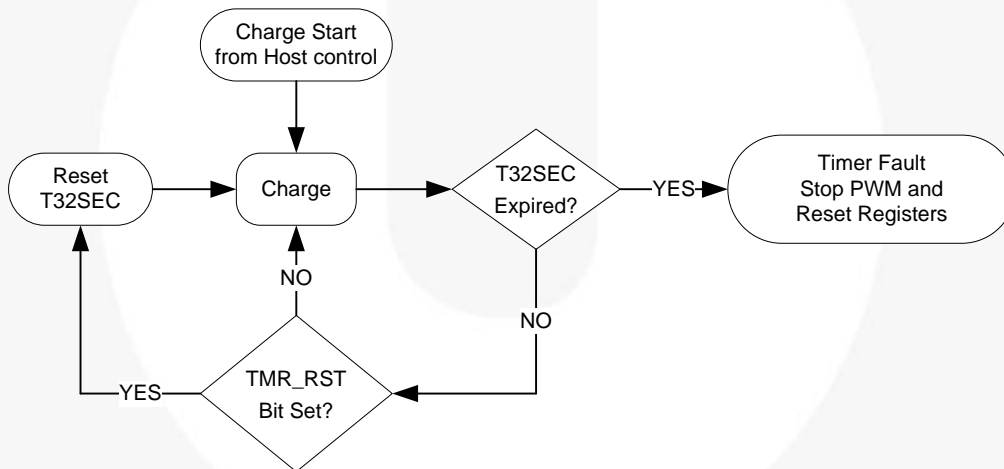 Charge Start
from Host control
Reset
T32SEC
Charge
T32SEC
Expired?
YES
Timer Fault
Stop PWM and
Reset Registers
NO
NO
TMR_RST
Bit Set?
YES